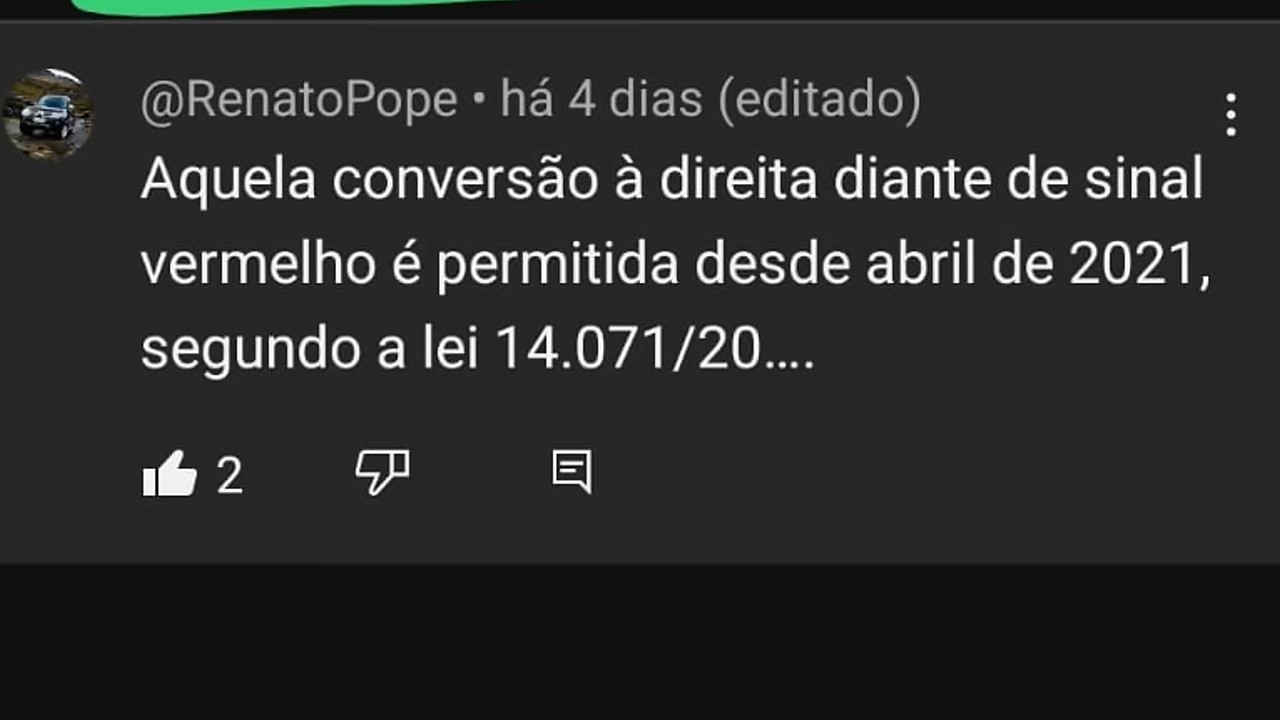 @RenatoPope • há 4 dias (editado)
Aquela conversão à direita diante de sinal
vermelho é permitida desde abril de 2021,
segundo a lei 14.071/20....
2